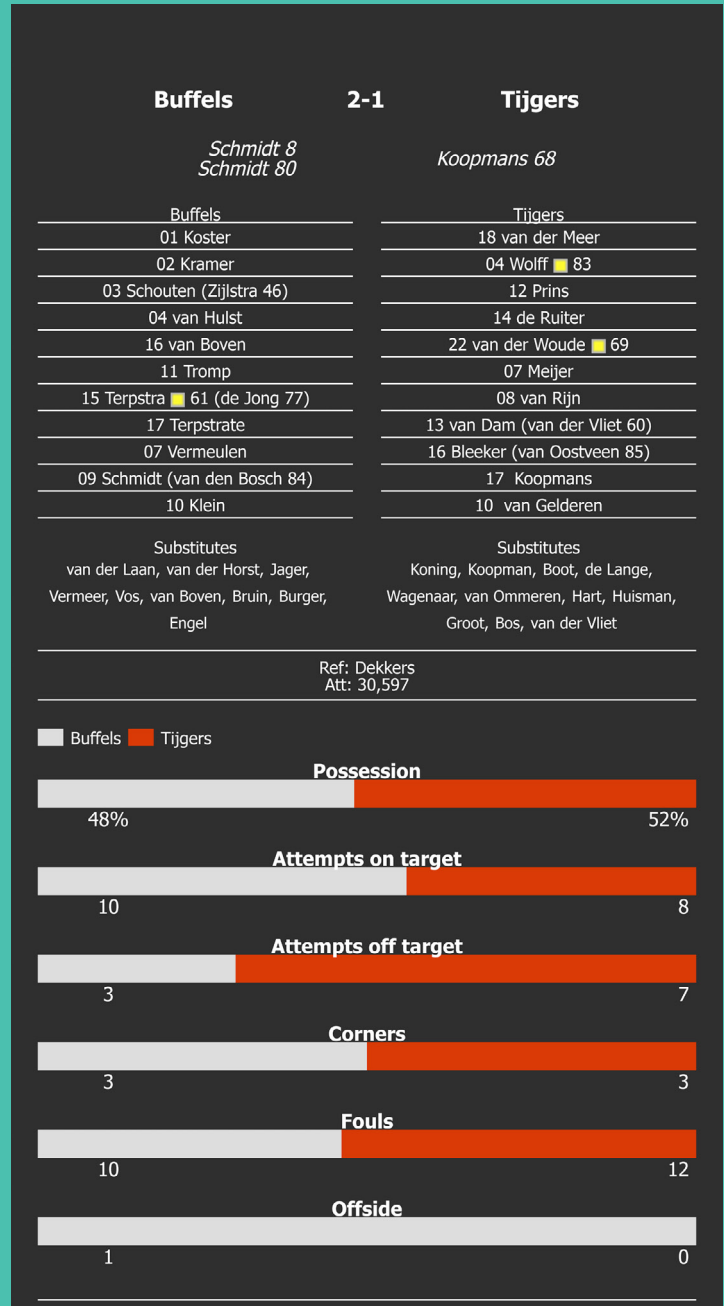 Buffels 2-1 Tijgers
Schmidt 8
Schmidt 80
Koopmans 68
Buffels
01 Koster
02 Kramer
03 Schouten (Zijlstra 46)
04 van Hulst
16 van Boven
11 Tromp
15 Terpstra 61 (de Jong 77)
17 Terpstrate
07 Vermeulen
09 Schmidt (van den Bosch 84)
10 Klein
Substitutes
van der Laan, van der Horst, Jager,
Vermeer, Vos, van Boven, Bruin, Burger,
Engel
Tijgers
18 van der Meer
04 Wolff 83
12 Prins
14 de Ruiter
22 van der Woude 69
07 Meijer
08 van Rijn
13 van Dam (van der Vliet 60)
16 Bleeker (van Oostveen 85)
17 Koopmans
10 van Gelderen
Substitutes
Koning, Koopman, Boot, de Lange,
Wagenaar, van Ommeren, Hart, Huisman,
Groot, Bos, van der Vliet
Ref: Dekkers
Att: 30,597
Buffels Tijgers
Possession
48% 52%
Attempts on target
10 8
Attempts off target
3 7
Corners
3 3
Fouls
10 12
Offside
1 0